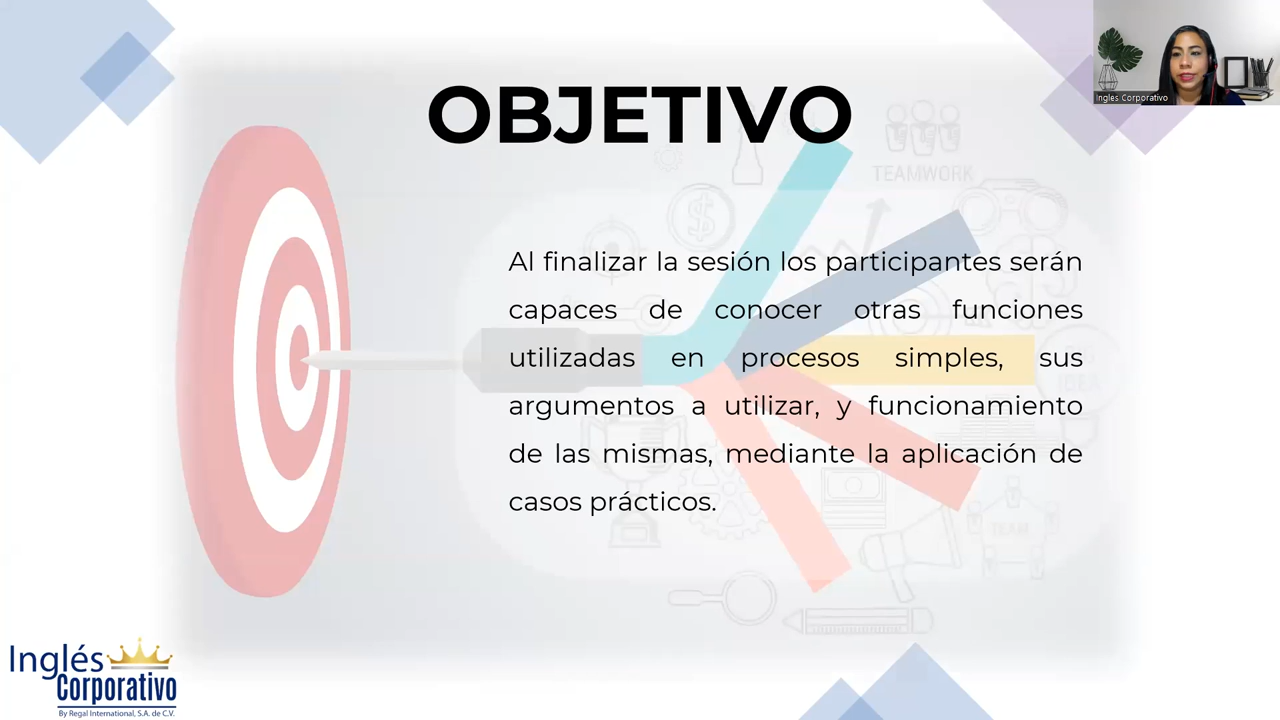 OBJETIVO
Ingles Corporativo
TEAMWORK
Al finalizar la sesión los participantes serán
capaces de conocer otras funciones
utilizadas en procesos simples, sus
argumentos a utilizar, y funcionamiento
de las mismas, mediante la aplicación de
casos prácticos.
TEAM
Inglés
Corporativo
By Regal International, S.A. de C.V.